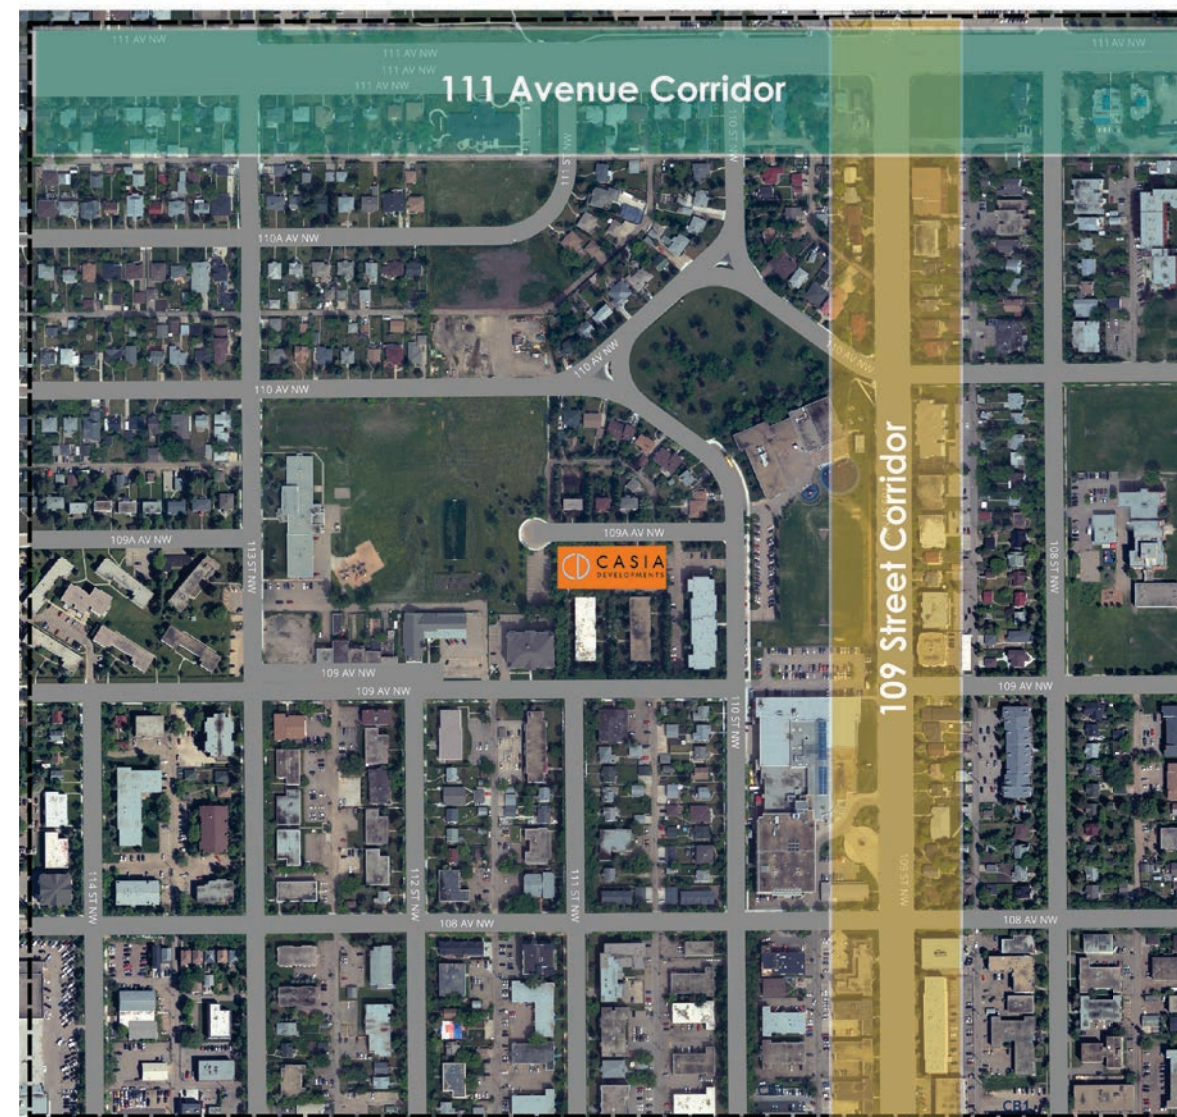 111 AV NW
111 AV NW
111 AV NW
111 AV NW
111 AV NW
111 Avenue Corridor
110 ST NW
111 ST NW
110A AV NW
110 AV NW
110 AV NW
110 AV NW
109 Street Corridor
109A AV NW
109A AV NW
CASIA
DEVELOPMENTS
113 ST NW
108 ST NW
109 AV NW
109 AV NW
109 AV NW
110 ST NW
114 ST NW
112 ST NW
111 ST NW
109 ST NW
108 AV NW
108 AV NW
CB1